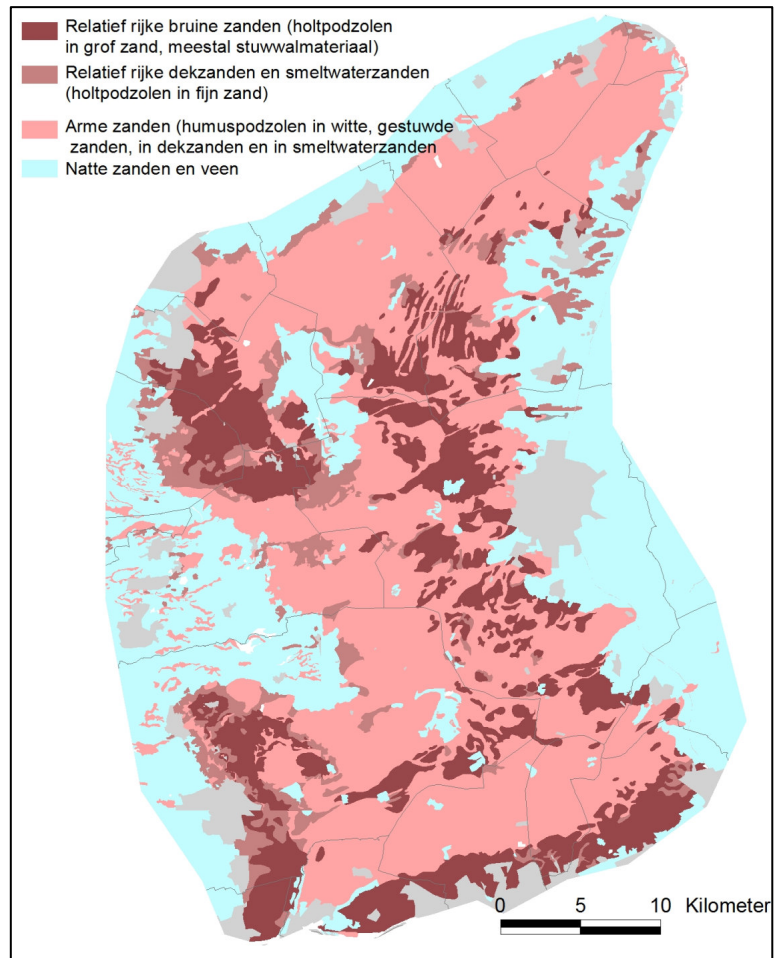 Relatief rijke bruine zanden (holtpodzolen
in grof zand, meestal stuwwalmateriaal)
Relatief rijke dekzanden en smeltwaterzanden
(holtpodzolen in fijn zand)
Arme zanden (humuspodzolen in witte, gestuwde
zanden, in dekzanden en in smeltwaterzanden
Natte zanden en veen
0 5 10 Kilometer